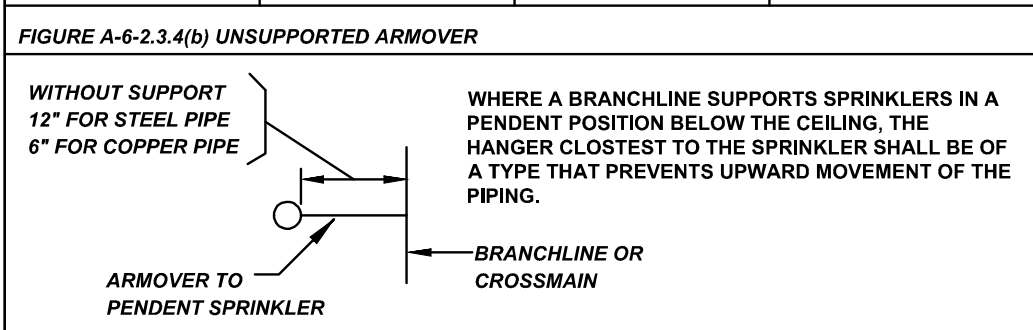 FIGURE A-6-2.3.4(b) UNSUPPORTED ARMOVER
WITHOUT SUPPORT
12" FOR STEEL PIPE
6" FOR COPPER PIPE
WHERE A BRANCHLINE SUPPORTS SPRINKLERS IN A
PENDENT POSITION BELOW THE CEILING, THE
HANGER CLOSTEST TO THE SPRINKLER SHALL BE OF
A TYPE THAT PREVENTS UPWARD MOVEMENT OF THE
PIPING.
BRANCHLINE OR
CROSSMAIN
ARMOVER TO
PENDENT SPRINKLER